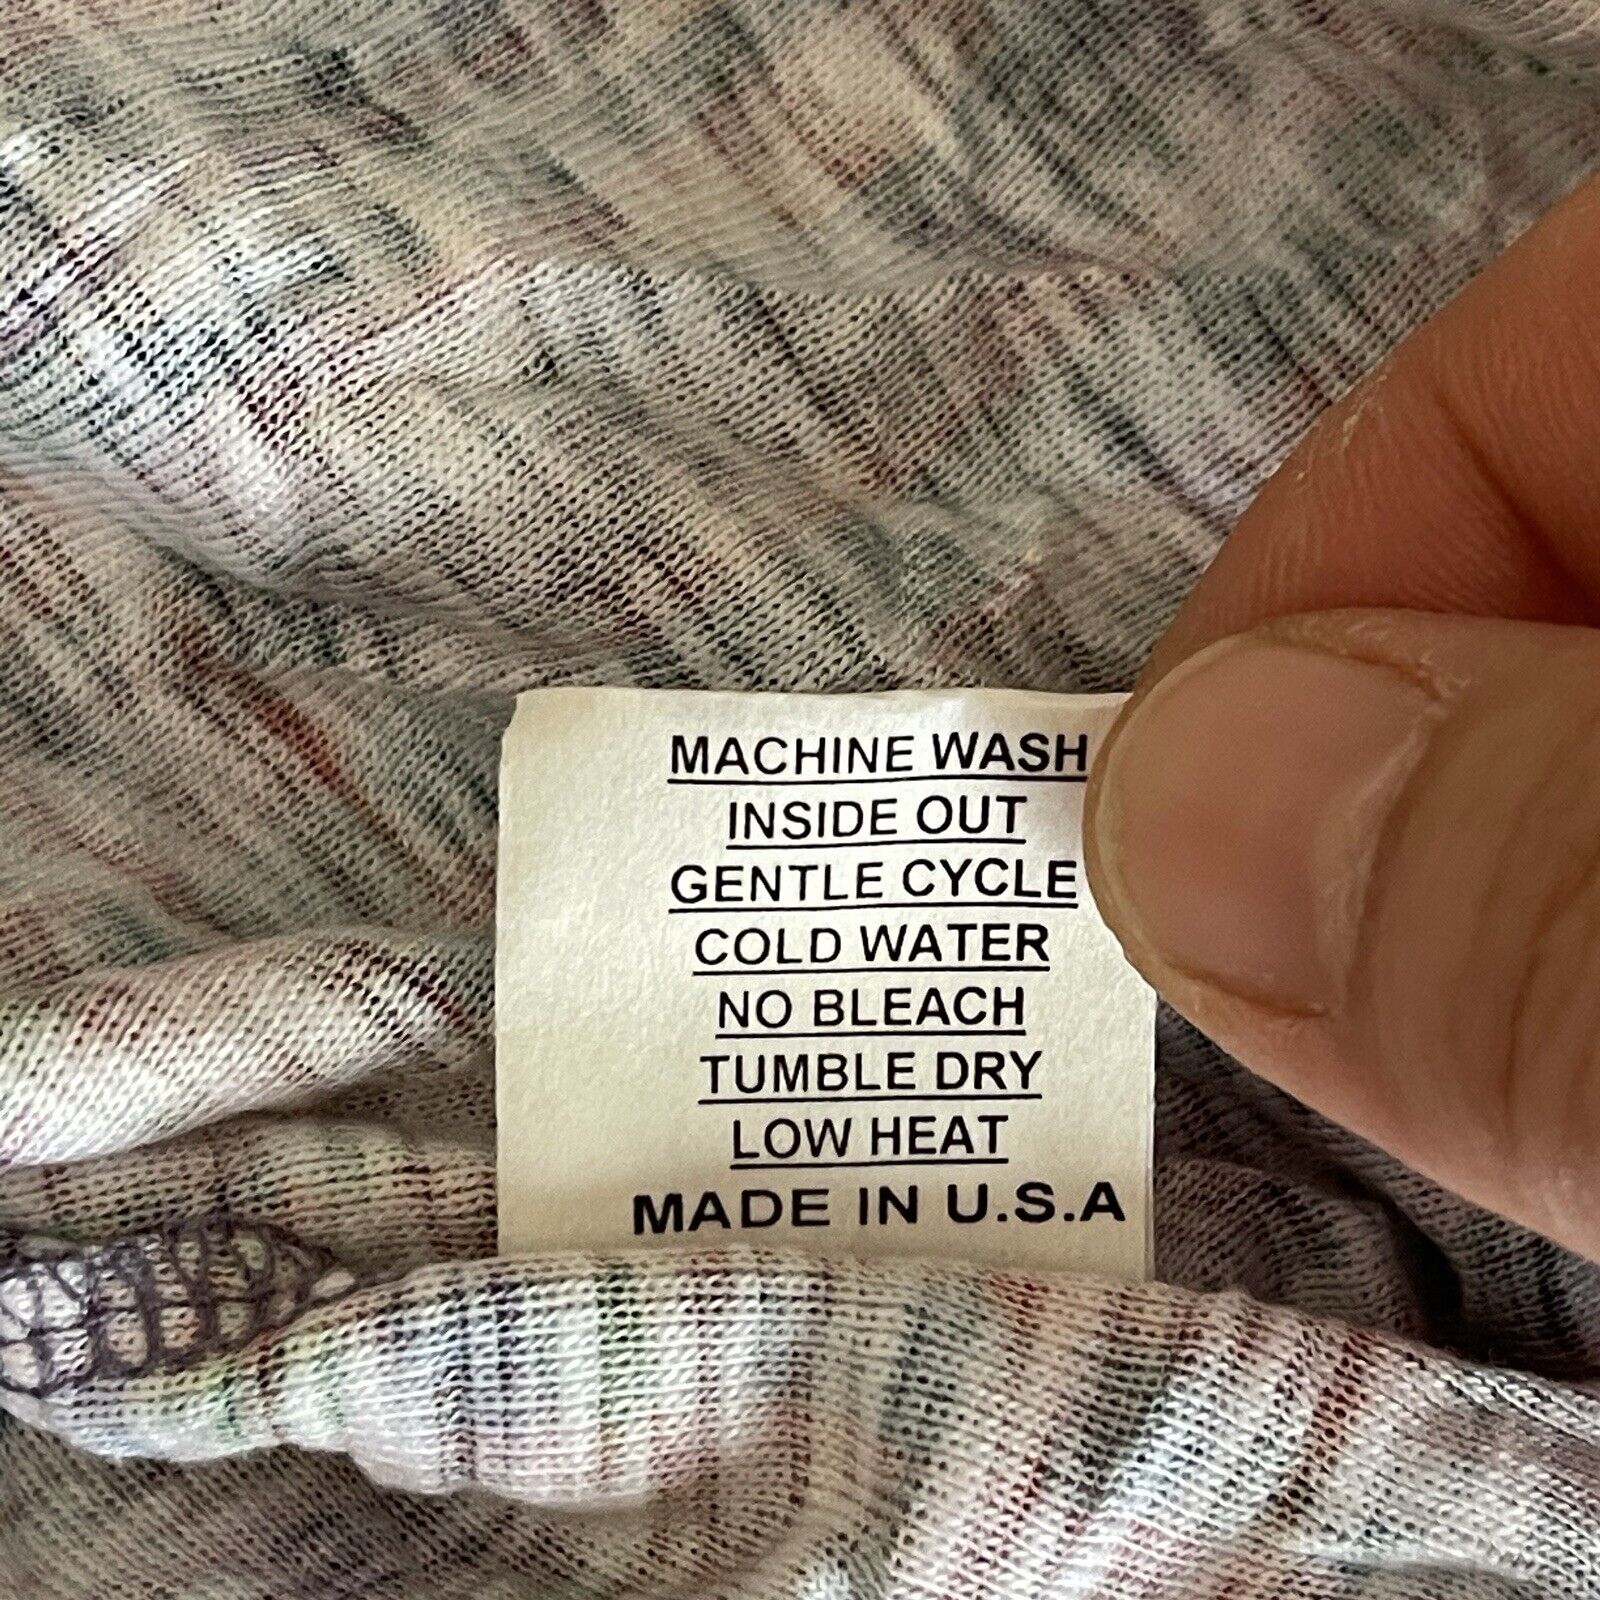 MACHINE WASH
INSIDE OUT
GENTLE CYCLE
COLD WATER
NO BLEACH
TUMBLE DRY
LOW HEAT
MADE IN U.S.A